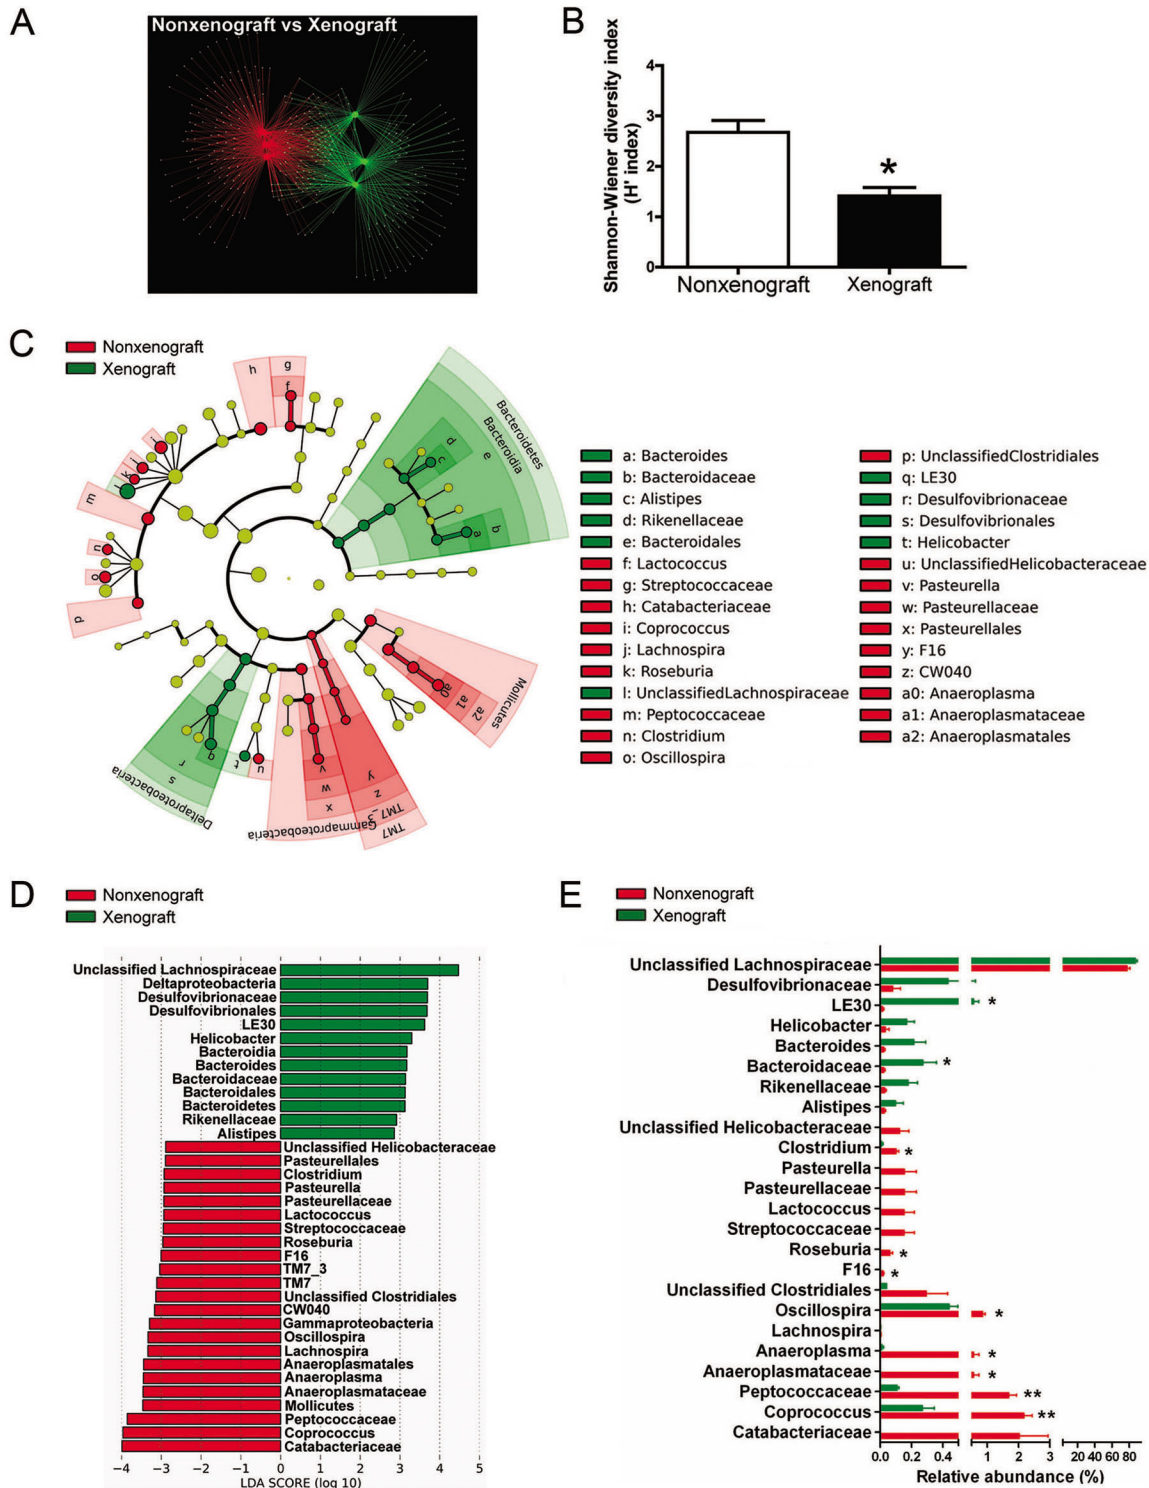 A
Nonxenograft vs Xenograft
B
Shannon-Wiener diversity index
(H' index)
4
3
2
1
0
*
Nonxenograft
Xenograft
C
Nonxenograft
Xenograft
h
g
f
i
j
k
l
m
n
o
p
Bacteroidetes
Bacteroidia
e
d
c
b
a
Mollicutes
a2
a1
a0
Deltaproteobacteria
s
r
q
t
u
v
w
x
Gammaproteobacteria
y
z
TM7_3
TM7
a: Bacteroides
b: Bacteroidaceae
c: Alistipes
d: Rikenellaceae
e: Bacteroidales
f: Lactococcus
g: Streptococcaceae
h: Catabacteriaceae
i: Coprococcus
j: Lachnospira
k: Roseburia
l: UnclassifiedLachnospiraceae
m: Peptococcaceae
n: Clostridium
o: Oscillospira
p: UnclassifiedClostridiales
q: LE30
r: Desulfovibrionaceae
s: Desulfovibrionales
t: Helicobacter
u: UnclassifiedHelicobacteraceae
v: Pasteurella
w: Pasteurellaceae
x: Pasteurellales
y: F16
z: CW040
a0: Anaeroplasma
a1: Anaeroplasmataceae
a2: Anaeroplasmatales
D
Nonxenograft
Xenograft
Unclassified Lachnospiraceae
Deltaproteobacteria
Desulfovibrionaceae
Desulfovibrionales
LE30
Helicobacter
Bacteroidia
Bacteroides
Bacteroidaceae
Bacteroidales
Bacteroidetes
Rikenellaceae
Alistipes
Unclassified Helicobacteraceae
Pasteurellales
Clostridium
Pasteurella
Pasteurellaceae
Lactococcus
Streptococcaceae
Roseburia
F16
TM7_3
TM7
Unclassified Clostridiales
CW040
Gammaproteobacteria
Oscillospira
Lachnospira
Anaeroplasmatales
Anaeroplasma
Anaeroplasmataceae
Mollicutes
Peptococcaceae
Coprococcus
Catabacteriaceae
−4 −3 −2 −1 0 1 2 3 4 5
LDA SCORE (log 10)
E
Nonxenograft
Xenograft
Unclassified Lachnospiraceae
Desulfovibrionaceae
LE30 *
Helicobacter
Bacteroides
Bacteroidaceae *
Rikenellaceae
Alistipes
Unclassified Helicobacteraceae
Clostridium *
Pasteurella
Pasteurellaceae
Lactococcus
Streptococcaceae
Roseburia *
F16 *
Unclassified Clostridiales
Oscillospira *
Lachnospira
Anaeroplasma *
Anaeroplasmataceae *
Peptococcaceae **
Coprococcus **
Catabacteriaceae
0.0 0.2 0.4 1 2 3 20 40 60 80
Relative abundance (%)